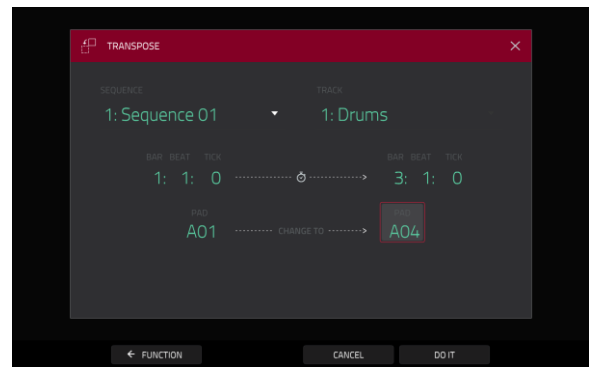 TRANSPOSE
SEQUENCE TRACK
1: Sequence 01 1: Drums
BAR BEAT TICK BAR BEAT TICK
1: 1: 0 3: 1: 0
PAD PAD
A01 CHANGE TO A04
FUNCTION CANCEL DO IT